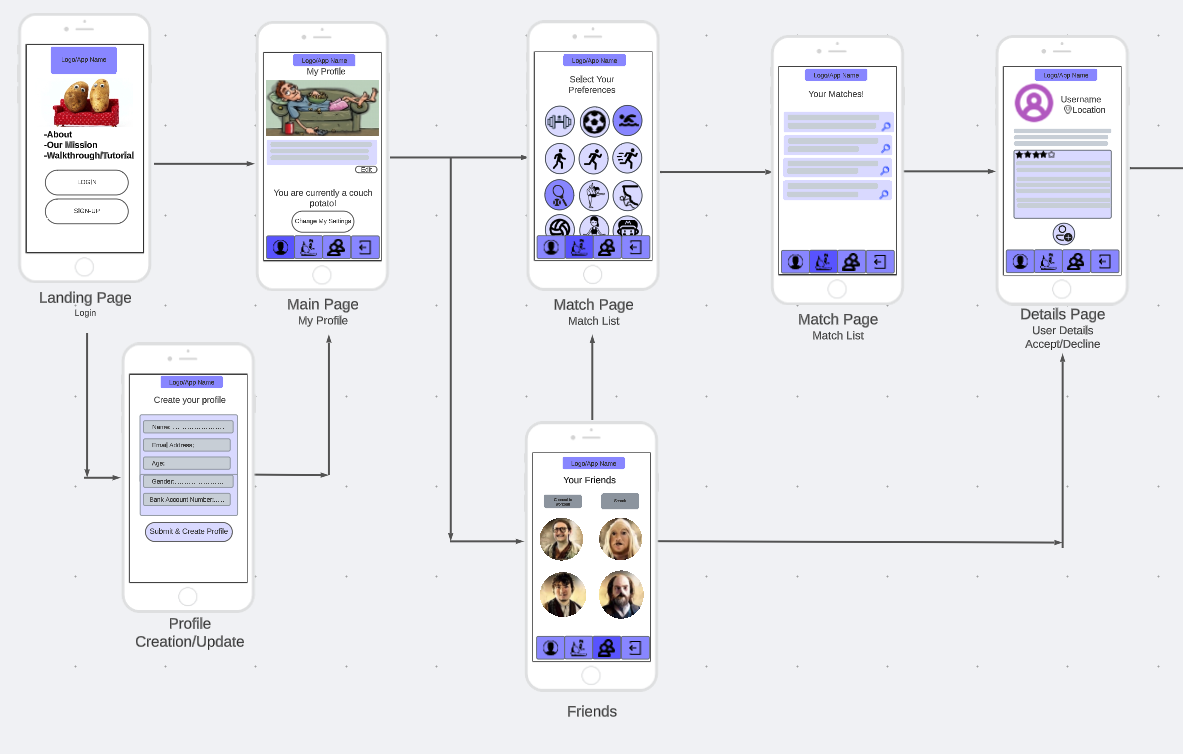 Logo/App Name
-About
-Our Mission
-Walkthrough/Tutorial
LOGIN
SIGN-UP
Landing Page
Login
Logo/App Name
My Profile
Edit
You are currently a couch
potato!
Change My Settings
Main Page
My Profile
Logo/App Name
Select Your
Preferences
Match Page
Match List
Logo/App Name
Your Matches!
Match Page
Match List
Logo/App Name
Username
Location
Details Page
User Details
Accept/Decline
Logo/App Name
Create your profile
Name:....................
Email Address:
Age:
Gender:....................
Bank Account Number:.....
Submit & Create Profile
Profile
Creation/Update
Logo/App Name
Your Friends
Friends